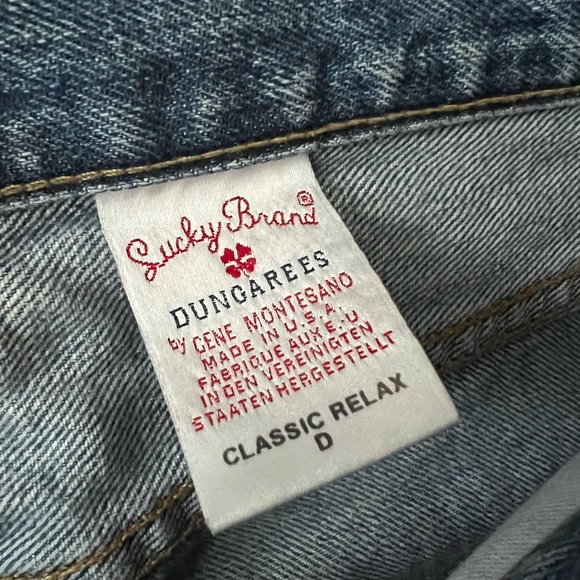 Lucky Brand®
DUNGAREES
by GENE MONTESANO
MADE IN U.S.A.
FABRIQUE AUX E.U.
IN DEN VEREINIGTEN
STAATEN HERGESTELLT
CLASSIC RELAX
D